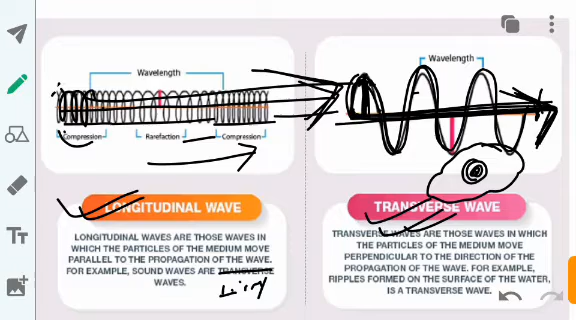 Wavelength
Compression
Rarefaction
Compression
LONGITUDINAL WAVE
LONGITUDINAL WAVES ARE THOSE WAVES IN
WHICH THE PARTICLES OF THE MEDIUM MOVE
PARALLEL TO THE PROPAGATION OF THE WAVE.
FOR EXAMPLE, SOUND WAVES ARE TRANSVERSE
WAVES.
Wavelength
TRANSVERSE WAVE
TRANSVERSE WAVES ARE THOSE WAVES IN WHICH
THE PARTICLES OF THE MEDIUM MOVE
PERPENDICULAR TO THE DIRECTION OF THE
PROPAGATION OF THE WAVE. FOR EXAMPLE,
RIPPLES FORMED ON THE SURFACE OF THE WATER,
IS A TRANSVERSE WAVE.
TT